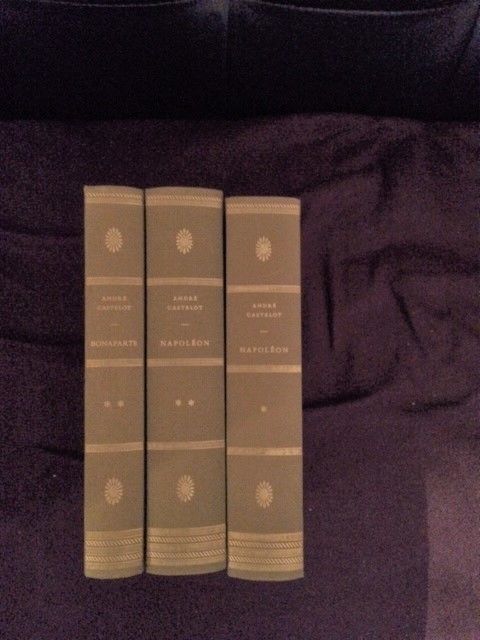 ANDRÉ
CASTELOT
BONAPARTE
**
ANDRÉ
CASTELOT
NAPOLÉON
**
ANDRÉ
CASTELOT
NAPOLÉON
*